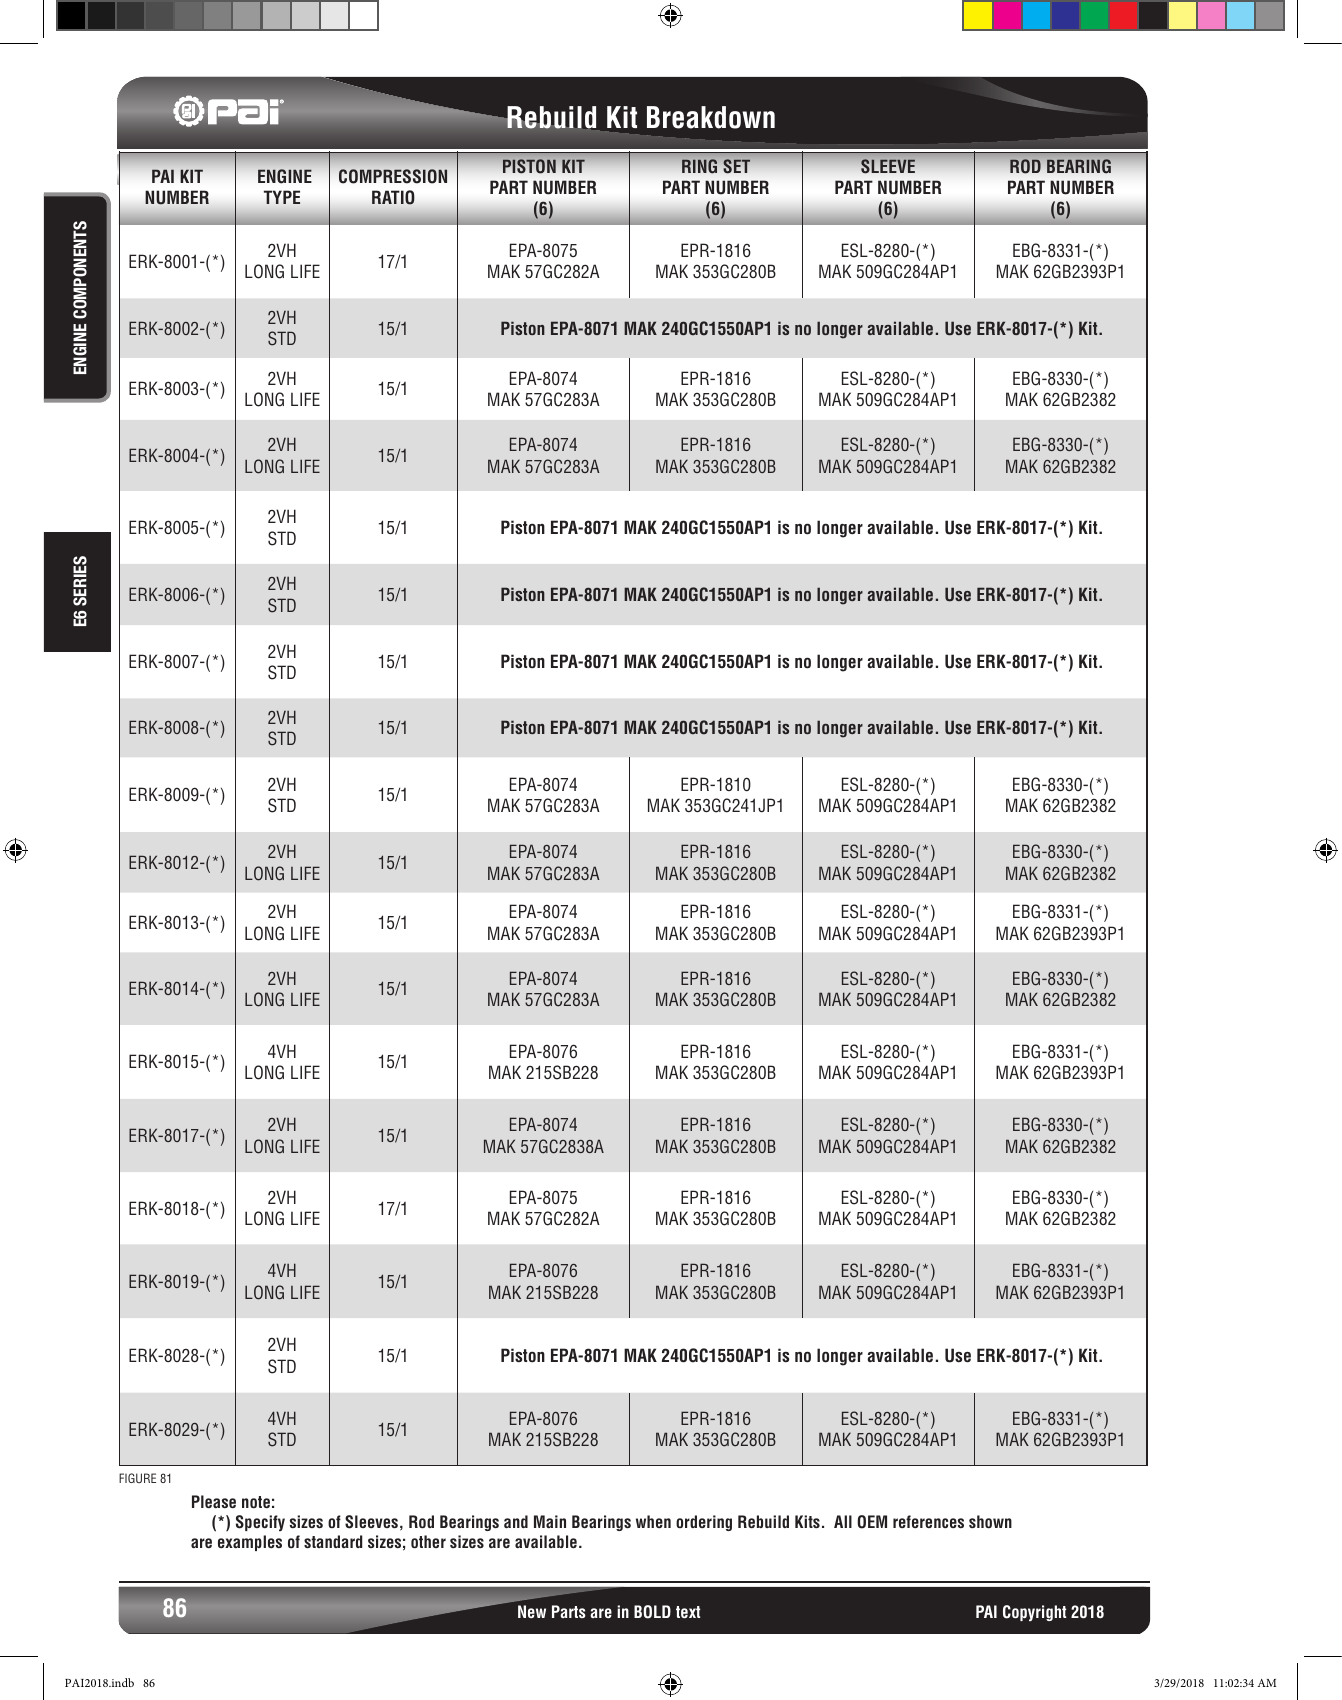 PAI
Rebuild Kit Breakdown
ENGINE COMPONENTS
E6 SERIES
PAI KIT NUMBER
ENGINE TYPE
COMPRESSION RATIO
PISTON KIT PART NUMBER (6)
RING SET PART NUMBER (6)
SLEEVE PART NUMBER (6)
ROD BEARING PART NUMBER (6)
ERK-8001-(*) 2VH LONG LIFE 17/1 EPA-8075 MAK 57GC282A EPR-1816 MAK 353GC280B ESL-8280-(*) MAK 509GC284AP1 EBG-8331-(*) MAK 62GB2393P1
ERK-8002-(*) 2VH STD 15/1 Piston EPA-8071 MAK 240GC1550AP1 is no longer available. Use ERK-8017-(*) Kit.
ERK-8003-(*) 2VH LONG LIFE 15/1 EPA-8074 MAK 57GC283A EPR-1816 MAK 353GC280B ESL-8280-(*) MAK 509GC284AP1 EBG-8330-(*) MAK 62GB2382
ERK-8004-(*) 2VH LONG LIFE 15/1 EPA-8074 MAK 57GC283A EPR-1816 MAK 353GC280B ESL-8280-(*) MAK 509GC284AP1 EBG-8330-(*) MAK 62GB2382
ERK-8005-(*) 2VH STD 15/1 Piston EPA-8071 MAK 240GC1550AP1 is no longer available. Use ERK-8017-(*) Kit.
ERK-8006-(*) 2VH STD 15/1 Piston EPA-8071 MAK 240GC1550AP1 is no longer available. Use ERK-8017-(*) Kit.
ERK-8007-(*) 2VH STD 15/1 Piston EPA-8071 MAK 240GC1550AP1 is no longer available. Use ERK-8017-(*) Kit.
ERK-8008-(*) 2VH STD 15/1 Piston EPA-8071 MAK 240GC1550AP1 is no longer available. Use ERK-8017-(*) Kit.
ERK-8009-(*) 2VH STD 15/1 EPA-8074 MAK 57GC283A EPR-1810 MAK 353GC241JP1 ESL-8280-(*) MAK 509GC284AP1 EBG-8330-(*) MAK 62GB2382
ERK-8012-(*) 2VH LONG LIFE 15/1 EPA-8074 MAK 57GC283A EPR-1816 MAK 353GC280B ESL-8280-(*) MAK 509GC284AP1 EBG-8330-(*) MAK 62GB2382
ERK-8013-(*) 2VH LONG LIFE 15/1 EPA-8074 MAK 57GC283A EPR-1816 MAK 353GC280B ESL-8280-(*) MAK 509GC284AP1 EBG-8331-(*) MAK 62GB2393P1
ERK-8014-(*) 2VH LONG LIFE 15/1 EPA-8074 MAK 57GC283A EPR-1816 MAK 353GC280B ESL-8280-(*) MAK 509GC284AP1 EBG-8330-(*) MAK 62GB2382
ERK-8015-(*) 4VH LONG LIFE 15/1 EPA-8076 MAK 215SB228 EPR-1816 MAK 353GC280B ESL-8280-(*) MAK 509GC284AP1 EBG-8331-(*) MAK 62GB2393P1
ERK-8017-(*) 2VH LONG LIFE 15/1 EPA-8074 MAK 57GC2838A EPR-1816 MAK 353GC280B ESL-8280-(*) MAK 509GC284AP1 EBG-8330-(*) MAK 62GB2382
ERK-8018-(*) 2VH LONG LIFE 17/1 EPA-8075 MAK 57GC282A EPR-1816 MAK 353GC280B ESL-8280-(*) MAK 509GC284AP1 EBG-8330-(*) MAK 62GB2382
ERK-8019-(*) 4VH LONG LIFE 15/1 EPA-8076 MAK 215SB228 EPR-1816 MAK 353GC280B ESL-8280-(*) MAK 509GC284AP1 EBG-8331-(*) MAK 62GB2393P1
ERK-8028-(*) 2VH STD 15/1 Piston EPA-8071 MAK 240GC1550AP1 is no longer available. Use ERK-8017-(*) Kit.
ERK-8029-(*) 4VH STD 15/1 EPA-8076 MAK 215SB228 EPR-1816 MAK 353GC280B ESL-8280-(*) MAK 509GC284AP1 EBG-8331-(*) MAK 62GB2393P1
FIGURE 81
Please note:
(*) Specify sizes of Sleeves, Rod Bearings and Main Bearings when ordering Rebuild Kits. All OEM references shown
are examples of standard sizes; other sizes are available.
86 New Parts are in BOLD text PAI Copyright 2018
PAI2018.indb 86 3/29/2018 11:02:34 AM